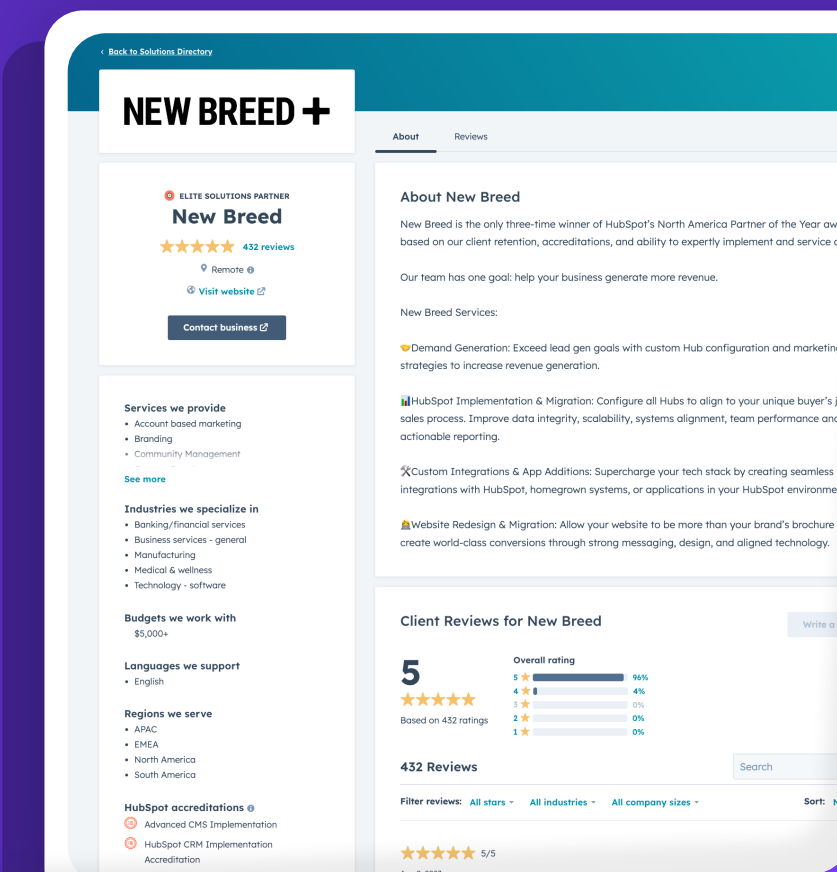 Back to Solutions Directory
NEW BREED +
ELITE SOLUTIONS PARTNER
New Breed
432 reviews
Remote
Visit website
Contact business
Services we provide
• Account based marketing
• Branding
• Community Management
See more
Industries we specialize in
• Banking/financial services
• Business services - general
• Manufacturing
• Medical & wellness
• Technology - software
Budgets we work with
$5,000+
Languages we support
• English
Regions we serve
• APAC
• EMEA
• North America
• South America
HubSpot accreditations
Advanced CMS Implementation
HubSpot CRM Implementation
Accreditation
About Reviews
About New Breed
New Breed is the only three-time winner of HubSpot's North America Partner of the Year aw
based on our client retention, accreditations, and ability to expertly implement and service
Our team has one goal: help your business generate more revenue.
New Breed Services:
🤝Demand Generation: Exceed lead gen goals with custom Hub configuration and marketin
strategies to increase revenue generation.
📊HubSpot Implementation & Migration: Configure all Hubs to align to your unique buyer's j
sales process. Improve data integrity, scalability, systems alignment, team performance and
actionable reporting.
🛠Custom Integrations & App Additions: Supercharge your tech stack by creating seamless
integrations with HubSpot, homegrown systems, or applications in your HubSpot environme
Website Redesign & Migration: Allow your website to be more than your brand's brochure
create world-class conversions through strong messaging, design, and aligned technology.
Client Reviews for New Breed
Write a
5
Based on 432 ratings
Overall rating
5 96%
4 4%
3 0%
2 0%
1 0%
432 Reviews
Search
Filter reviews: All stars All industries All company sizes
Sort: N
5/5